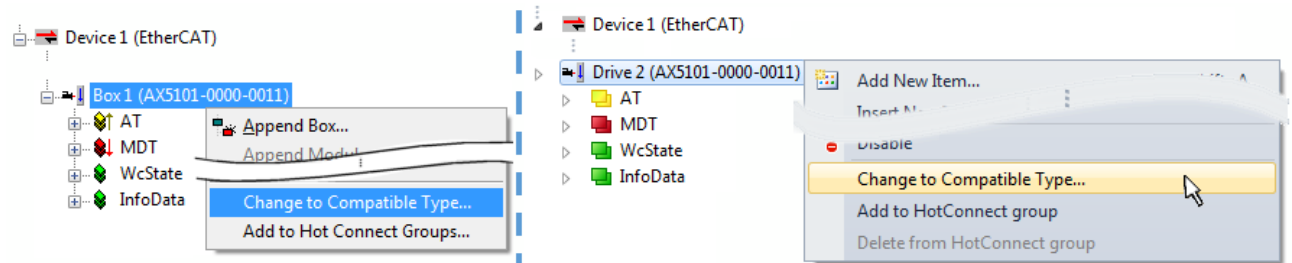 Device 1 (EtherCAT)
Box 1 (AX5101-0000-0011)
AT
MDT
WcState
InfoData
Append Box...
Append Modul
Change to Compatible Type...
Add to Hot Connect Groups...
Device 1 (EtherCAT)
Drive 2 (AX5101-0000-0011)
AT
MDT
WcState
InfoData
Add New Item...
Insert
Disable
Change to Compatible Type...
Add to HotConnect group
Delete from HotConnect group